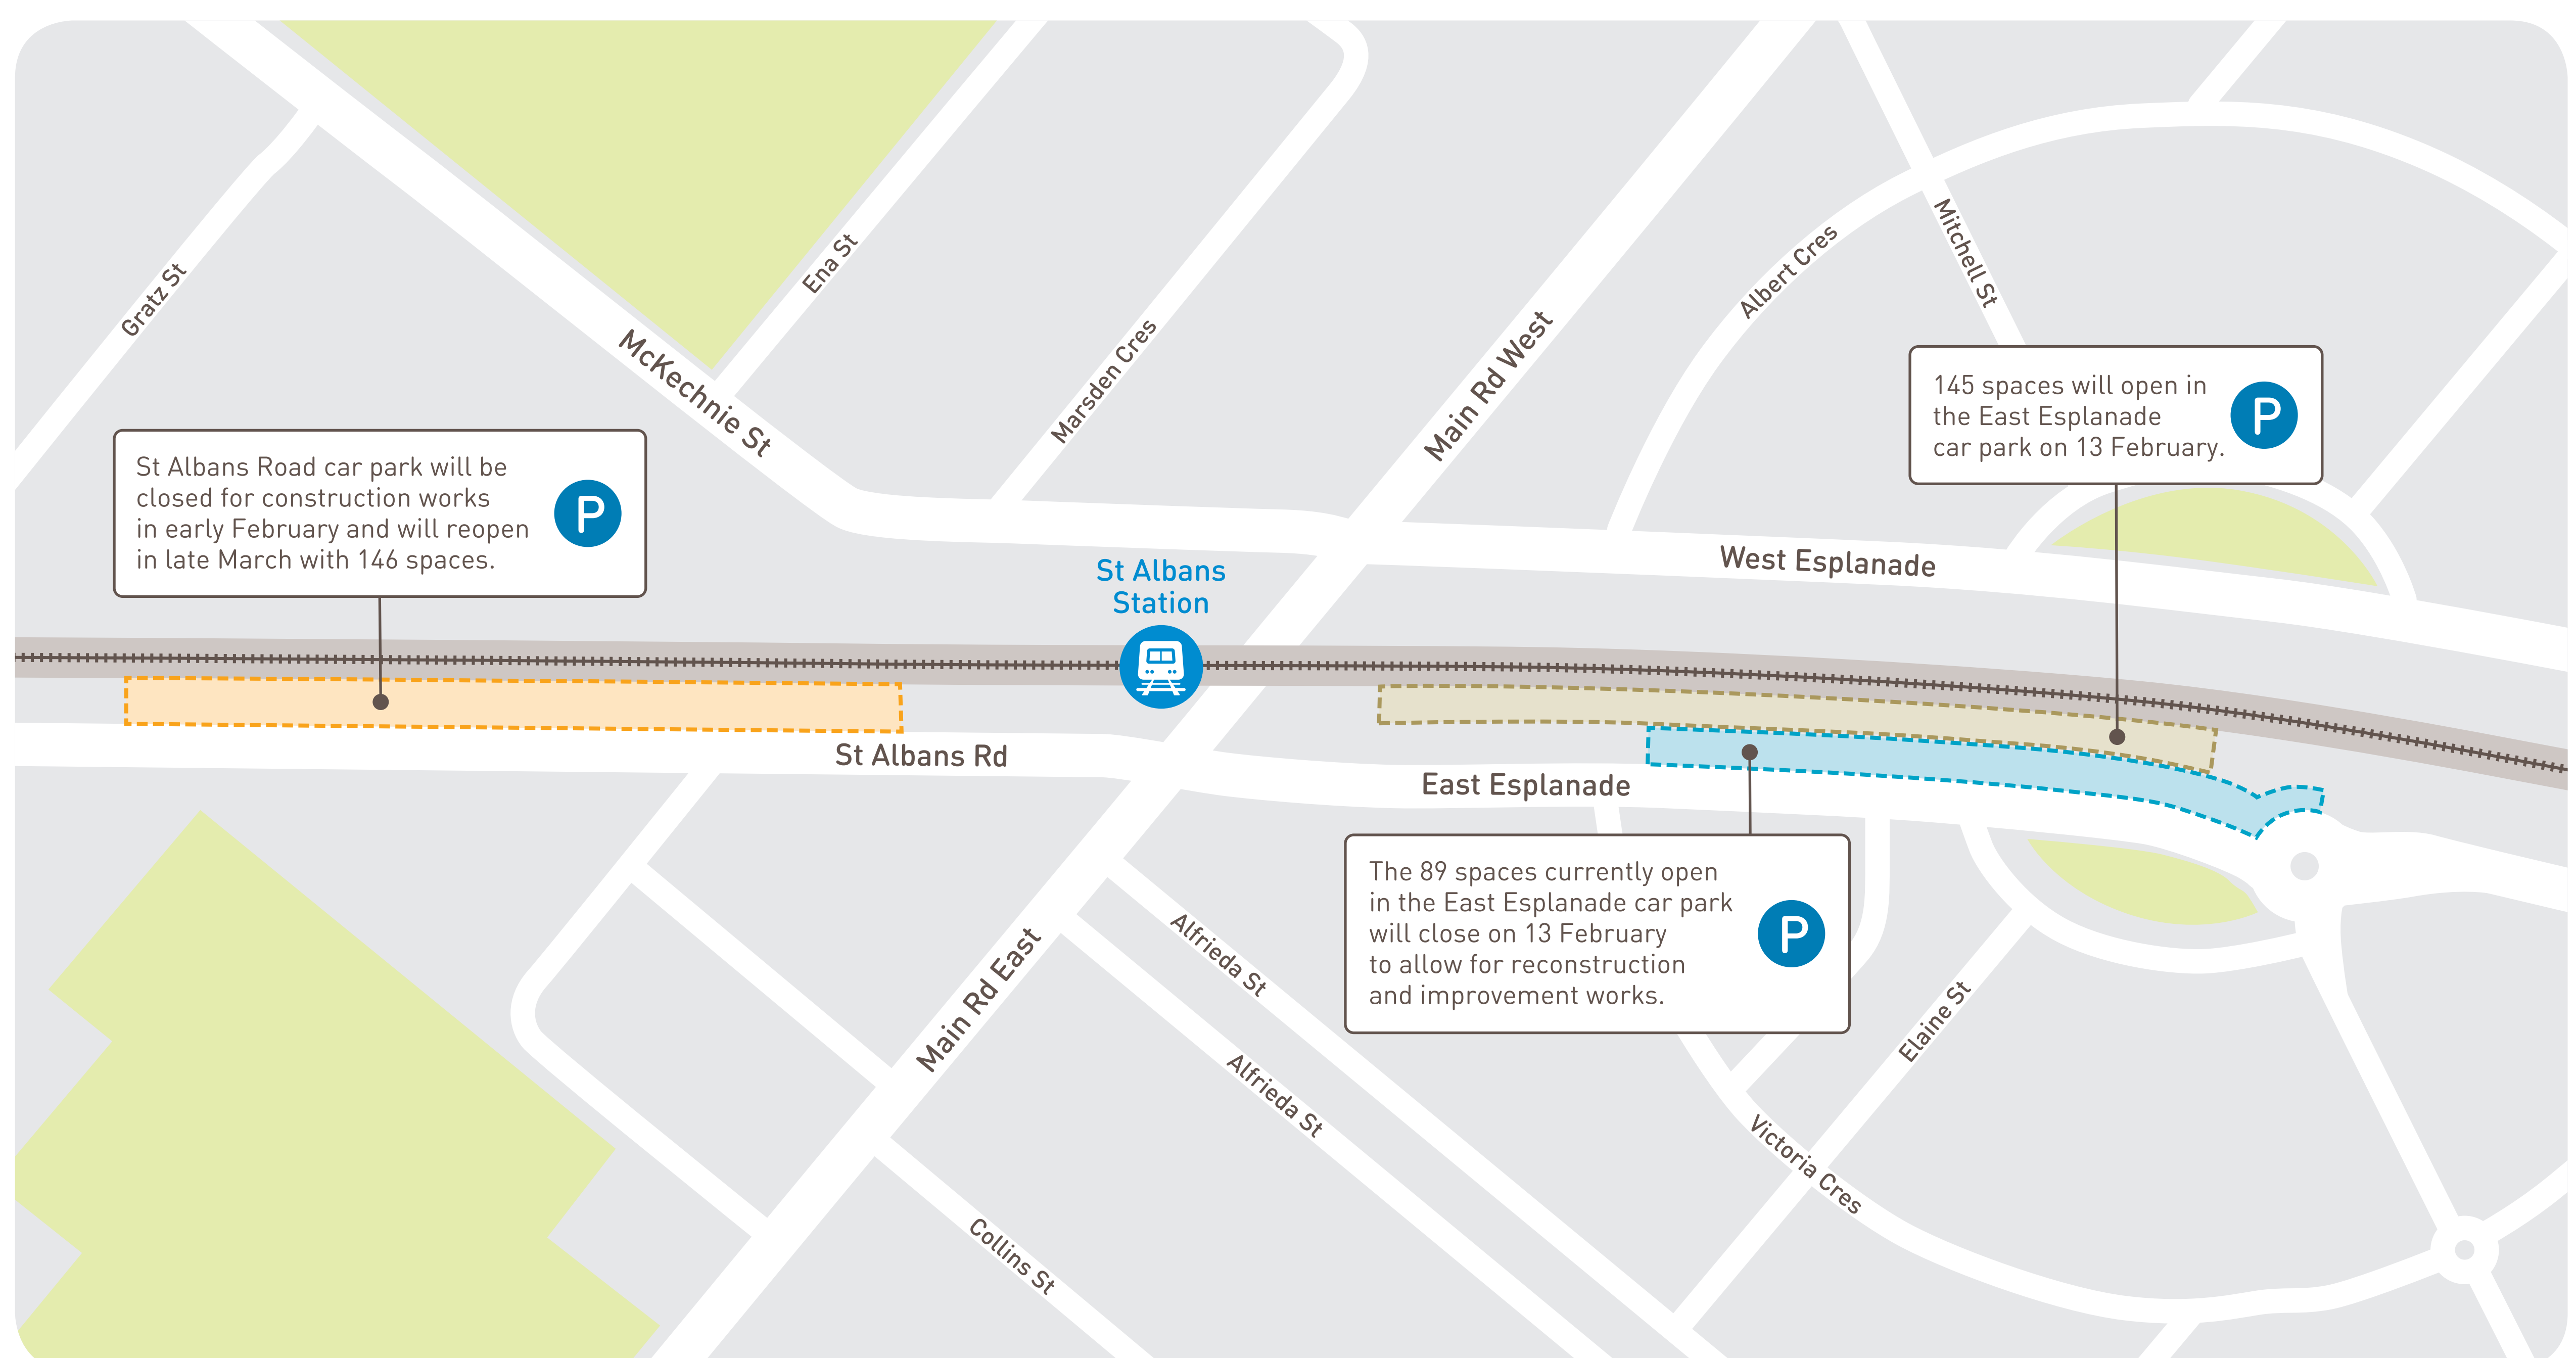 Gratz St
McKechnie St
Ena St
Marsden Cres
Main Rd West
Albert Cres
Mitchell St
145 spaces will open in
the East Esplanade
car park on 13 February.
P
St Albans Road car park will be
closed for construction works
in early February and will reopen
in late March with 146 spaces.
P
St Albans
Station
West Esplanade
St Albans Rd
East Esplanade
The 89 spaces currently open
in the East Esplanade car park
will close on 13 February
to allow for reconstruction
and improvement works.
P
Main Rd East
Alfrieda St
Alfrieda St
Elaine St
Victoria Cres
Collins St